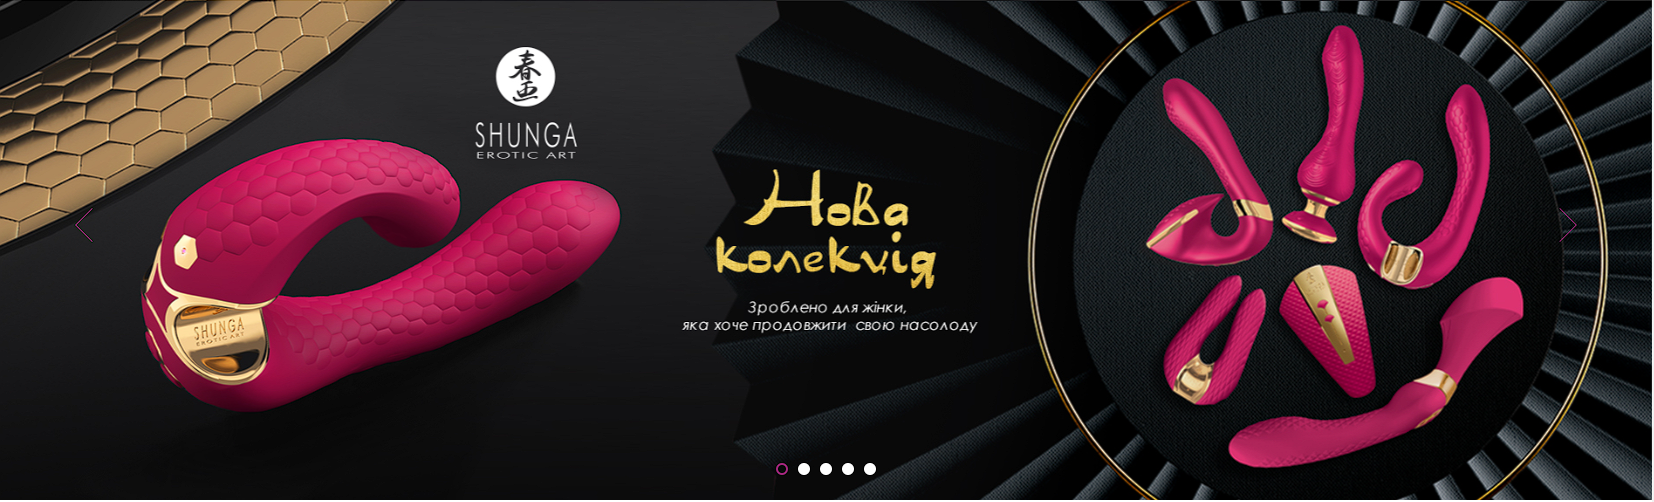 春画
SHUNGA
EROTIC ART
SHUNGA
EROTIC ART
Нова
колекція
Зроблено для жінки,
яка хоче продовжити свою насолоду